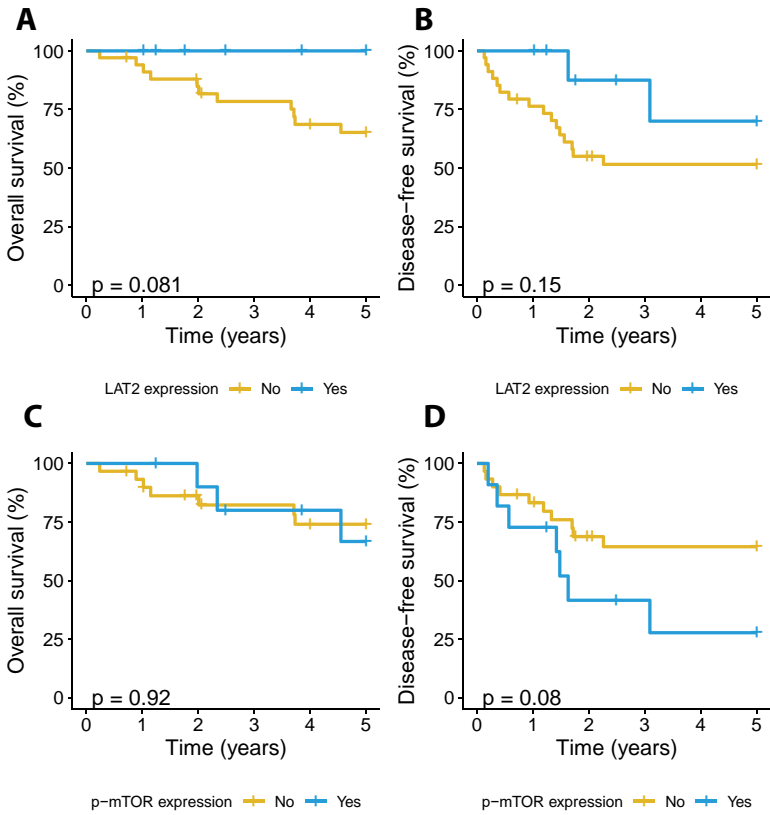 A
Overall survival (%)
100
75
50
25
0
p = 0.081
0 1 2 3 4 5
Time (years)
LAT2 expression No Yes
B
Disease−free survival (%)
100
75
50
25
0
p = 0.15
0 1 2 3 4 5
Time (years)
LAT2 expression No Yes
C
Overall survival (%)
100
75
50
25
0
p = 0.92
0 1 2 3 4 5
Time (years)
p−mTOR expression No Yes
D
Disease−free survival (%)
100
75
50
25
0
p = 0.08
0 1 2 3 4 5
Time (years)
p−mTOR expression No Yes